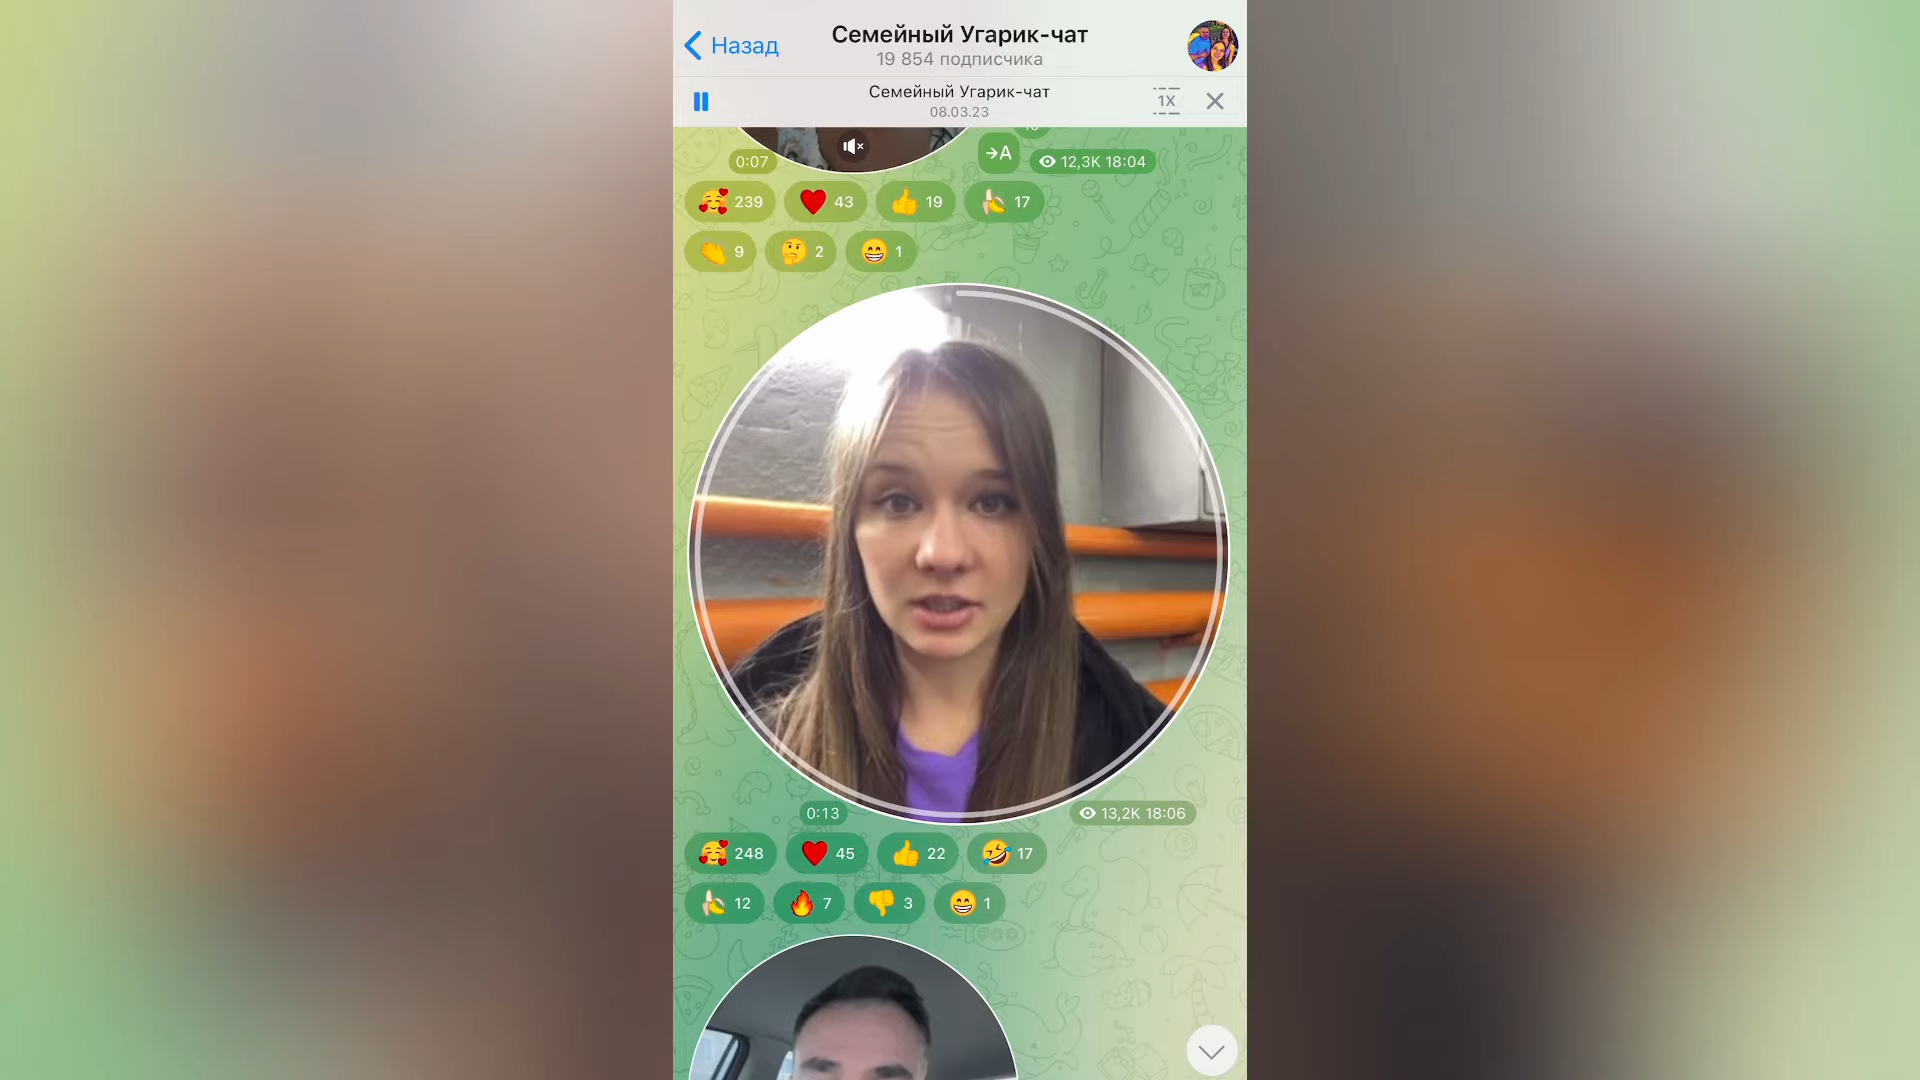 Назад
Семейный Угарик-чат
19 854 подписчика
Семейный Угарик-чат
08.03.23
1X
0:07
→A
12,3K 18:04
239
43
19
17
9
2
1
0:13
13,2K 18:06
248
45
22
17
12
7
3
1